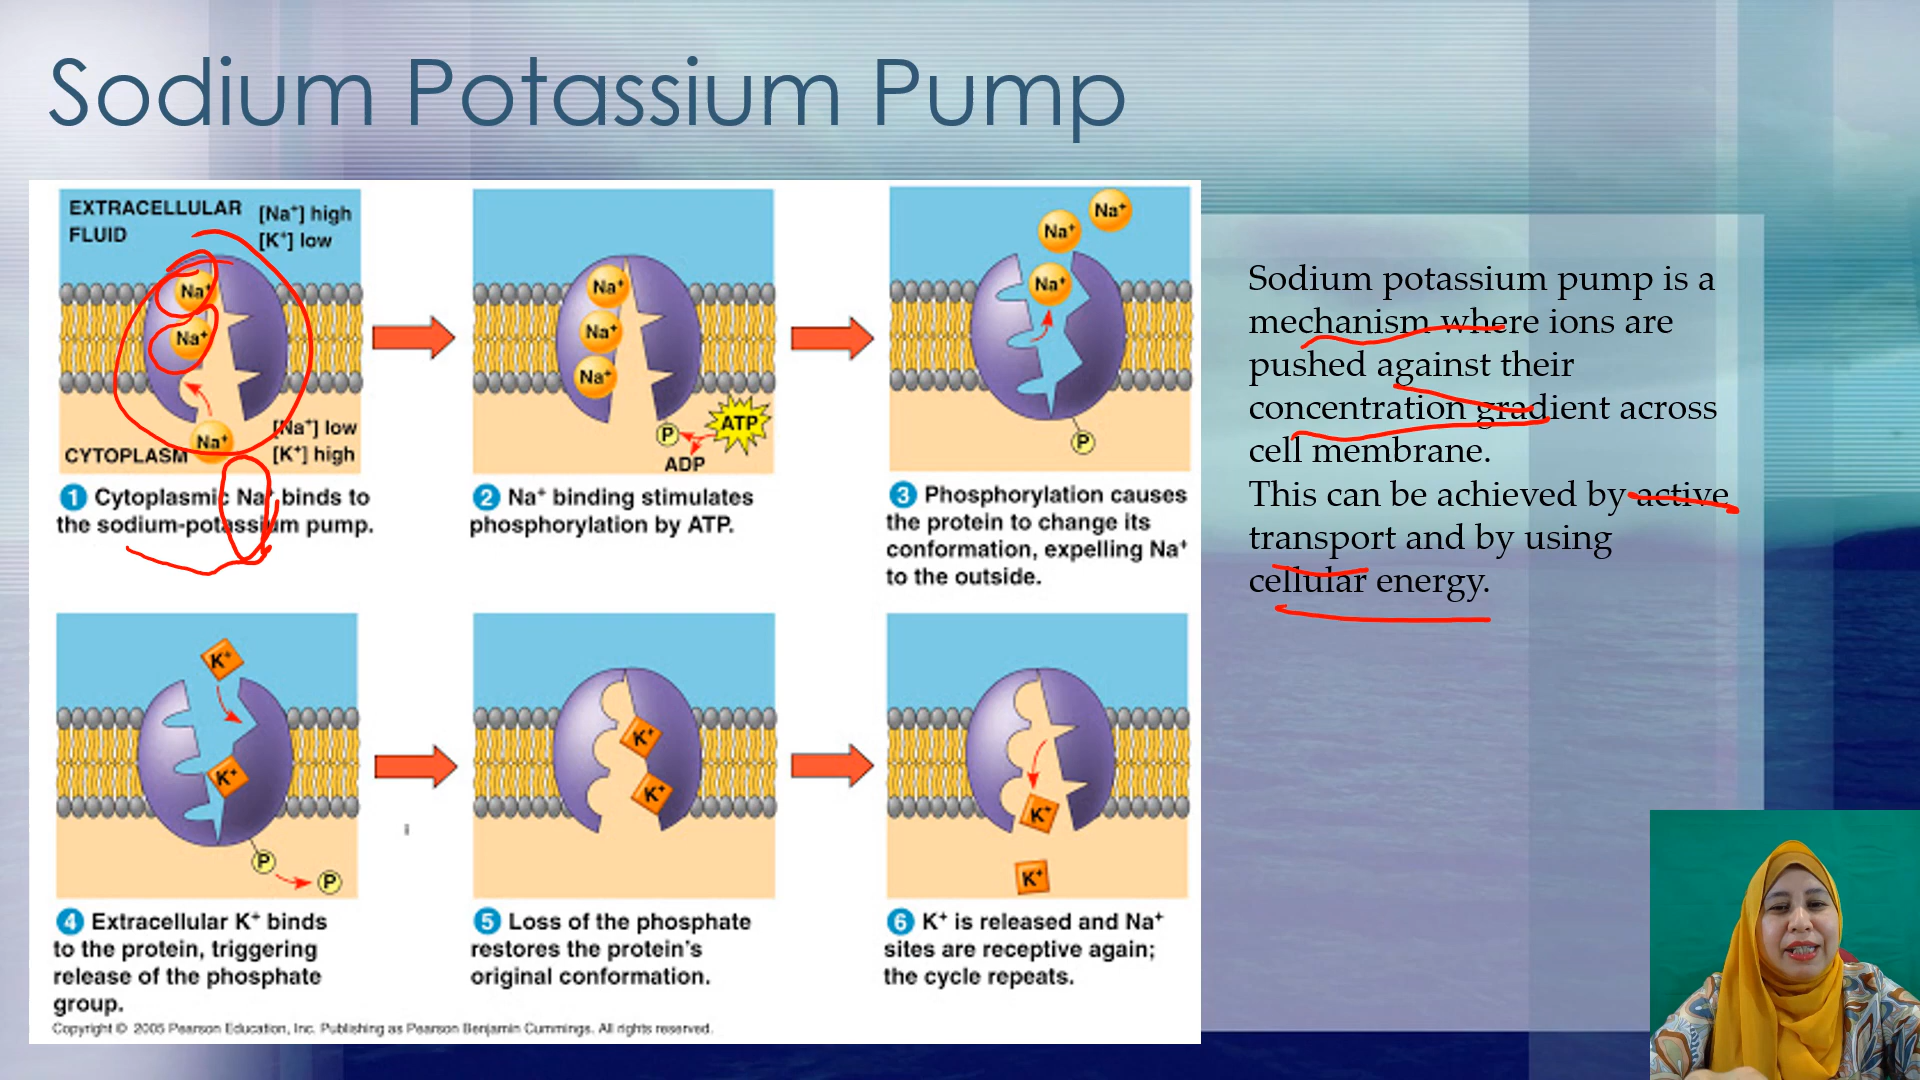 Sodium Potassium Pump
EXTRACELLULAR
FLUID
[Na⁺] high
[K⁺] low
Na⁺
Na⁺
Na⁺
[Na⁺] low
[K⁺] high
CYTOPLASM
1 Cytoplasmic Na⁺ binds to
the sodium-potassium pump.
Na⁺
Na⁺
Na⁺
ATP
P
ADP
2 Na⁺ binding stimulates
phosphorylation by ATP.
Na⁺
Na⁺
Na⁺
P
3 Phosphorylation causes
the protein to change its
conformation, expelling Na⁺
to the outside.
K⁺
K⁺
P
P
4 Extracellular K⁺ binds
to the protein, triggering
release of the phosphate
group.
K⁺
K⁺
5 Loss of the phosphate
restores the protein's
original conformation.
K⁺
K⁺
6 K⁺ is released and Na⁺
sites are receptive again;
the cycle repeats.
Copyright © 2005 Pearson Education, Inc. Publishing as Pearson Benjamin Cummings. All rights reserved.
Sodium potassium pump is a
mechanism where ions are
pushed against their
concentration gradient across
cell membrane.
This can be achieved by active
transport and by using
cellular energy.